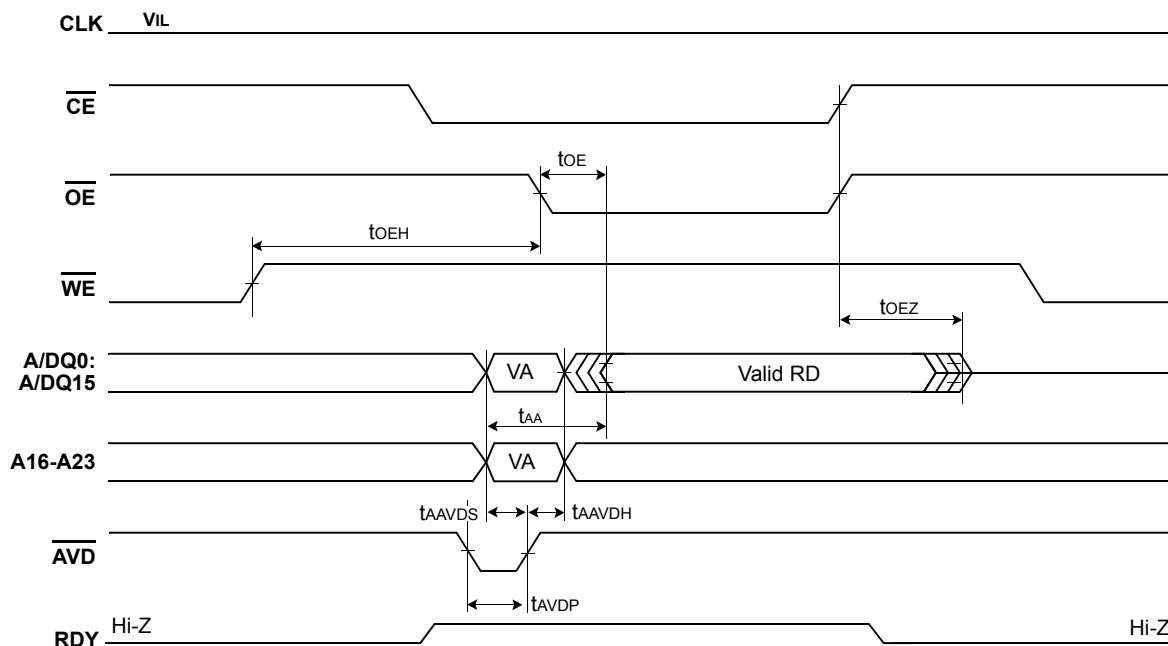 CLK VIL
CE
tOE
OE
tOEH
WE
tOEZ
A/DQ0:
A/DQ15
VA
Valid RD
tAA
A16-A23
VA
tAAVDS
tAAVDH
AVD
tAVDP
Hi-Z
Hi-Z
RDY